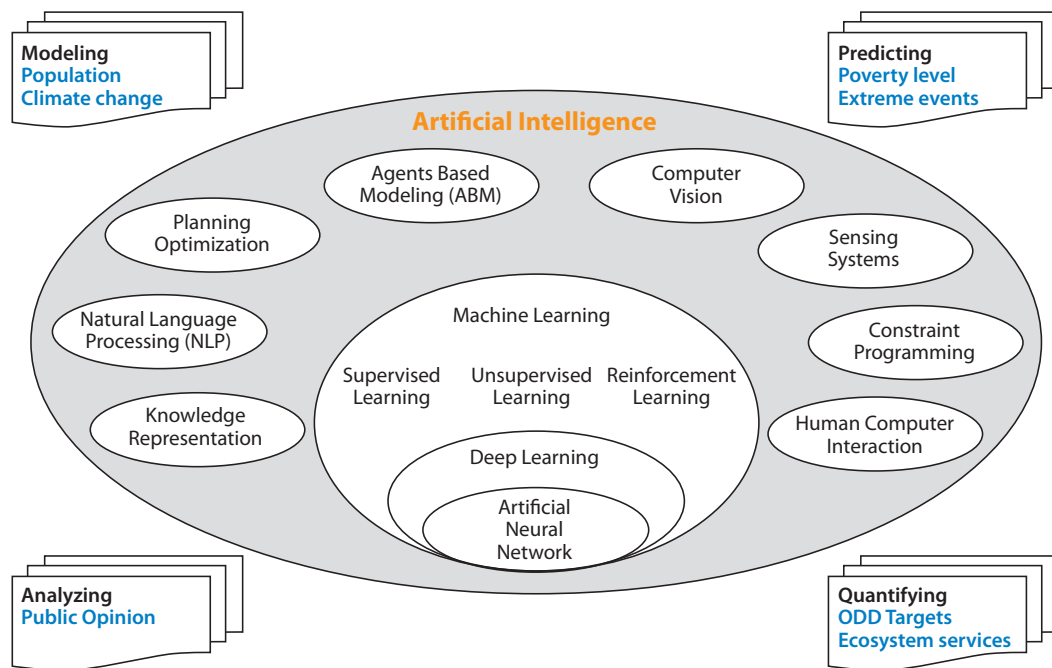 Modeling
Population
Climate change
Predicting
Poverty level
Extreme events
Artificial Intelligence
Agents Based
Modeling (ABM)
Computer
Vision
Planning
Optimization
Sensing
Systems
Natural Language
Processing (NLP)
Machine Learning
Constraint
Programming
Supervised
Learning
Unsupervised
Learning
Reinforcement
Learning
Knowledge
Representation
Human Computer
Interaction
Deep Learning
Artificial
Neural
Network
Analyzing
Public Opinion
Quantifying
ODD Targets
Ecosystem services